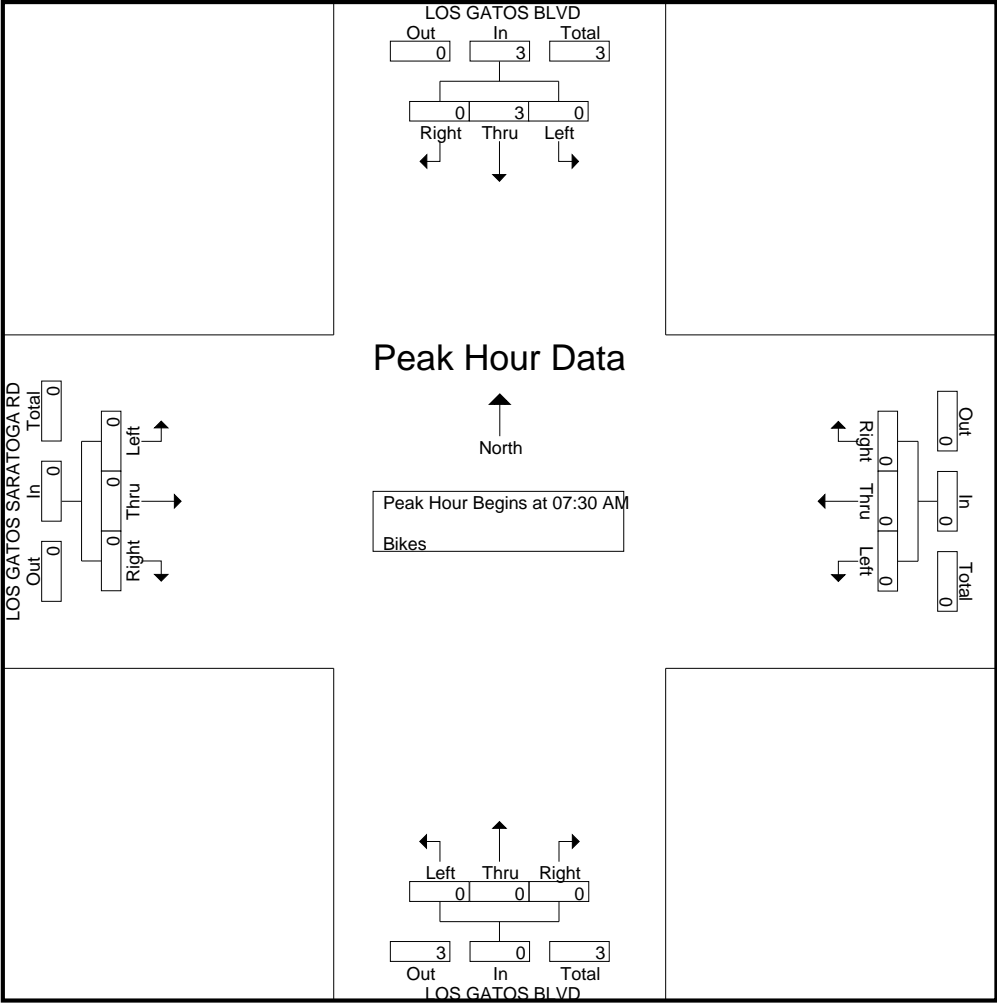 LOS GATOS BLVD
Out In Total
0 3 3
0 3 0
Right Thru Left
Peak Hour Data
North
Peak Hour Begins at 07:30 AM
Bikes
LOS GATOS SARATOGA RD
Out In Total
0 0 0
0 0 0
Right Thru Left
Out In Total
0 0 0
0 0 0
Right Thru Left
Left Thru Right
0 0 0
3 0 3
Out In Total
LOS GATOS BLVD